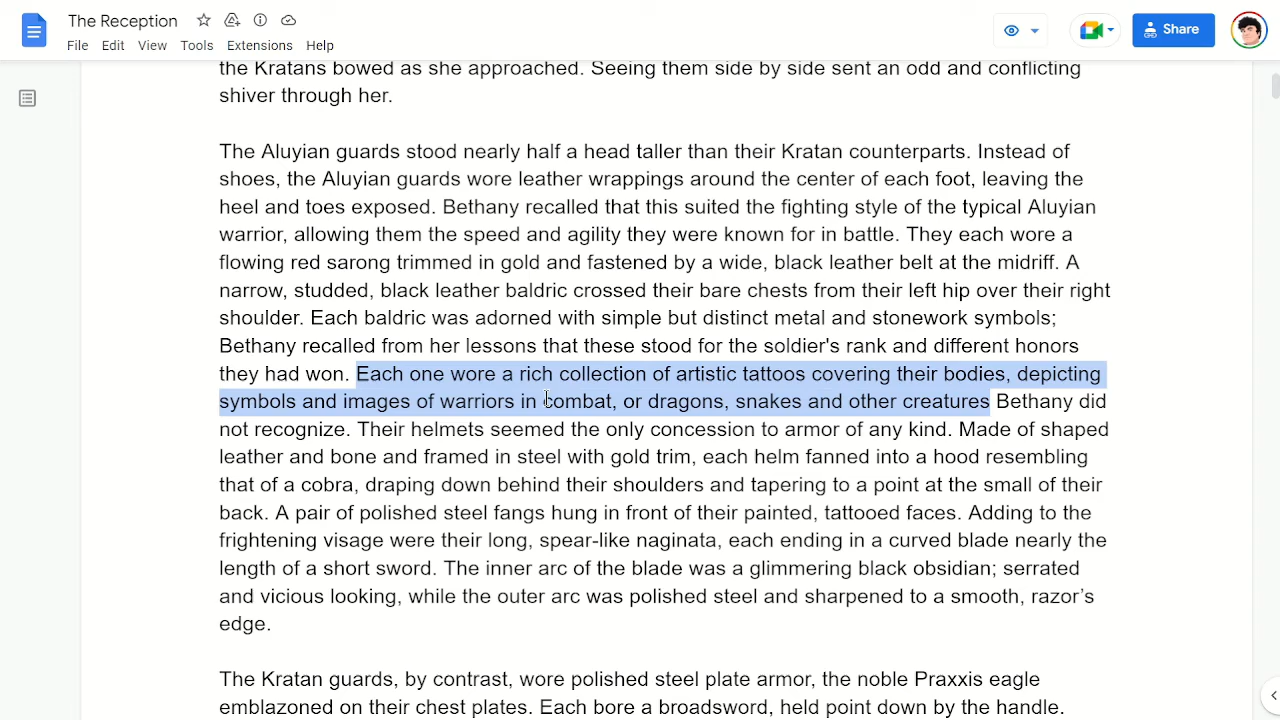 The Reception
File Edit View Tools Extensions Help
Share
the Kratans bowed as she approached. Seeing them side by side sent an odd and conflicting
shiver through her.
The Aluyian guards stood nearly half a head taller than their Kratan counterparts. Instead of
shoes, the Aluyian guards wore leather wrappings around the center of each foot, leaving the
heel and toes exposed. Bethany recalled that this suited the fighting style of the typical Aluyian
warrior, allowing them the speed and agility they were known for in battle. They each wore a
flowing red sarong trimmed in gold and fastened by a wide, black leather belt at the midriff. A
narrow, studded, black leather baldric crossed their bare chests from their left hip over their right
shoulder. Each baldric was adorned with simple but distinct metal and stonework symbols;
Bethany recalled from her lessons that these stood for the soldier's rank and different honors
they had won. Each one wore a rich collection of artistic tattoos covering their bodies, depicting
symbols and images of warriors in combat, or dragons, snakes and other creatures Bethany did
not recognize. Their helmets seemed the only concession to armor of any kind. Made of shaped
leather and bone and framed in steel with gold trim, each helm fanned into a hood resembling
that of a cobra, draping down behind their shoulders and tapering to a point at the small of their
back. A pair of polished steel fangs hung in front of their painted, tattooed faces. Adding to the
frightening visage were their long, spear-like naginata, each ending in a curved blade nearly the
length of a short sword. The inner arc of the blade was a glimmering black obsidian; serrated
and vicious looking, while the outer arc was polished steel and sharpened to a smooth, razor’s
edge.
The Kratan guards, by contrast, wore polished steel plate armor, the noble Praxxis eagle
emblazoned on their chest plates. Each bore a broadsword, held point down by the handle.